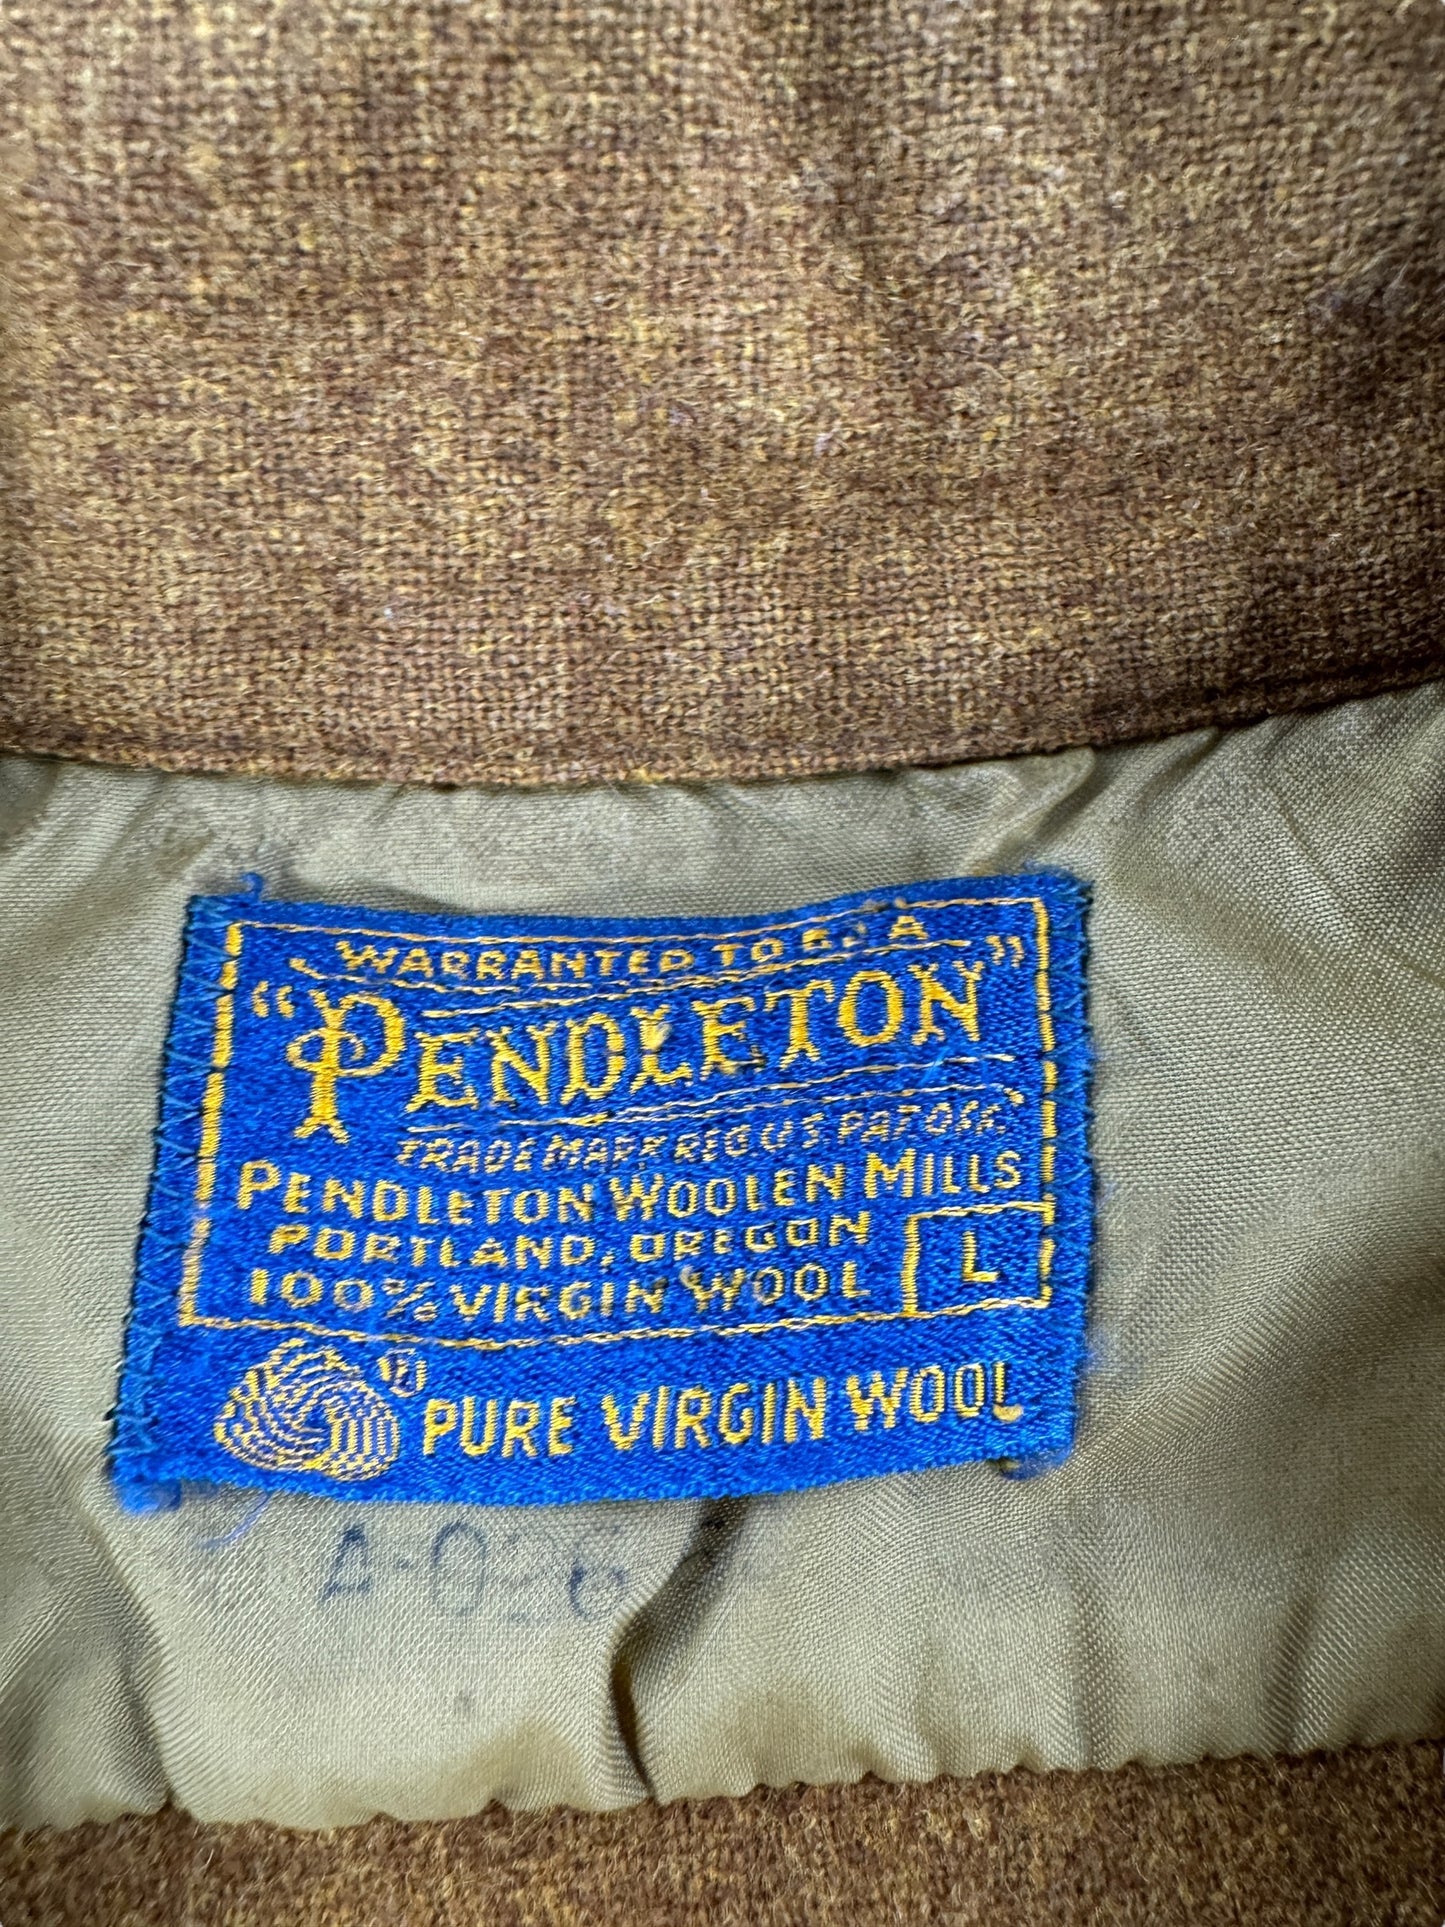 WARRANTED TO BE A
"PENDLETON"
TRADE MARK REG. U.S. PAT. OFF.
PENDLETON WOOLEN MILLS
PORTLAND, OREGON
100% VIRGIN WOOL
L
® PURE VIRGIN WOOL